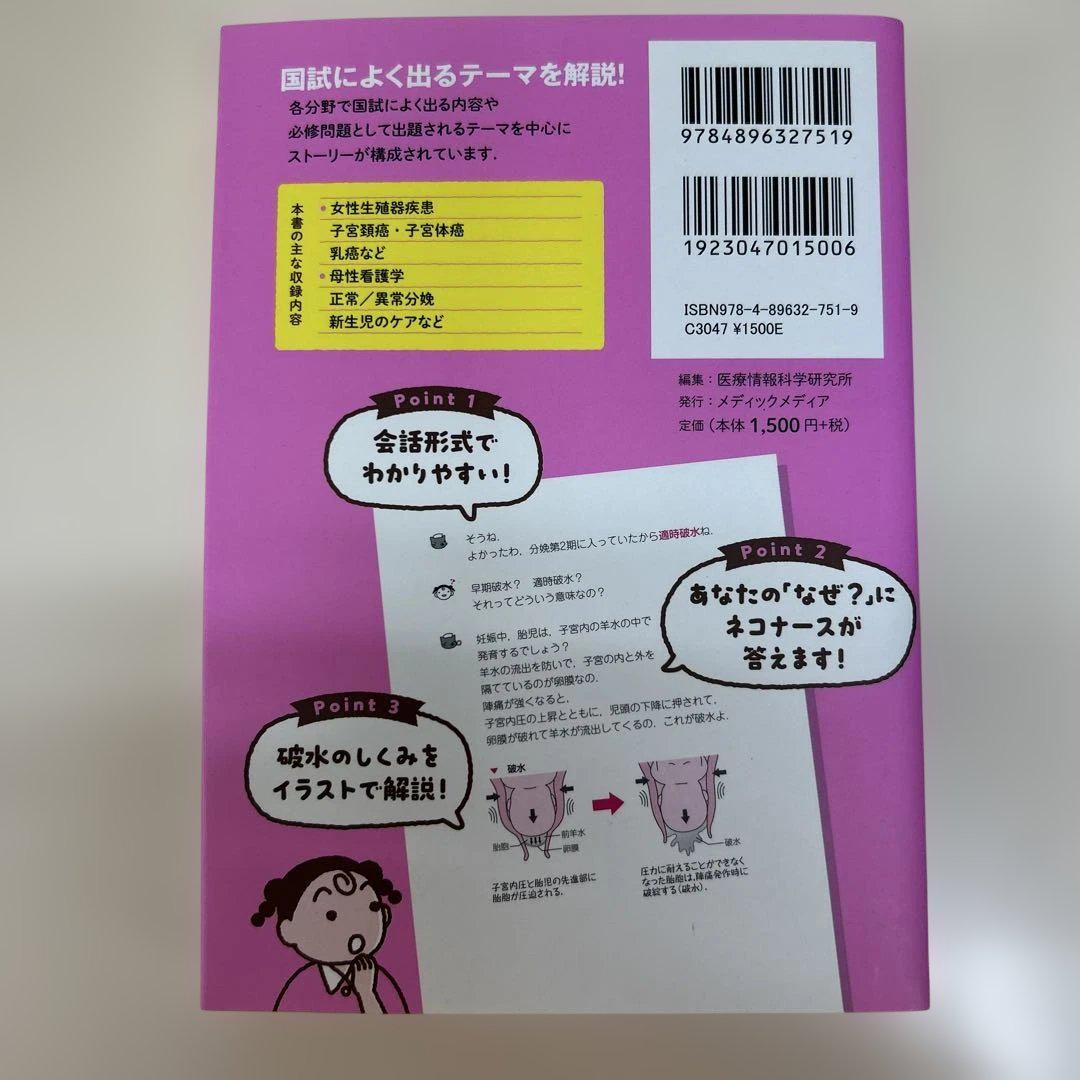 国試によく出るテーマを解説!
各分野で国試によく出る内容や
必修問題として出題されるテーマを中心に
ストーリーが構成されています.
本書の主な収録内容
• 女性生殖器疾患
子宮頚癌・子宮体癌
乳癌など
• 母性看護学
正常/異常分娩
新生児のケアなど
9784896327519
1923047015006
ISBN978-4-89632-751-9
C3047 ¥1500E
編集:医療情報科学研究所
発行:メディックメディア
定価(本体1,500円+税)
Point 1
会話形式で
わかりやすい!
そうね.
よかったわ,分娩第2期に入っていたから適時破水ね.
早期破水? 適時破水?
それってどういう意味なの?
Point 2
あなたの「なぜ?」に
ネコナースが
答えます!
妊娠中,胎児は,子宮内の羊水の中で
発育するでしょう?
羊水の流出を防いで,子宮の内と外を
隔てているのが卵膜なの.
陣痛が強くなると,
子宮内圧の上昇とともに,児頭の下降に押されて,
卵膜が破れて羊水が流出してくるの.これが破水よ.
Point 3
破水のしくみを
イラストで解説!
▼ 破水
胎胞
前羊水
卵膜
破水
子宮内圧と胎児の先進部に
胎胞が圧迫される.
圧力に耐えることができなく
なった胎胞は,陣痛発作時に
破綻する(破水).